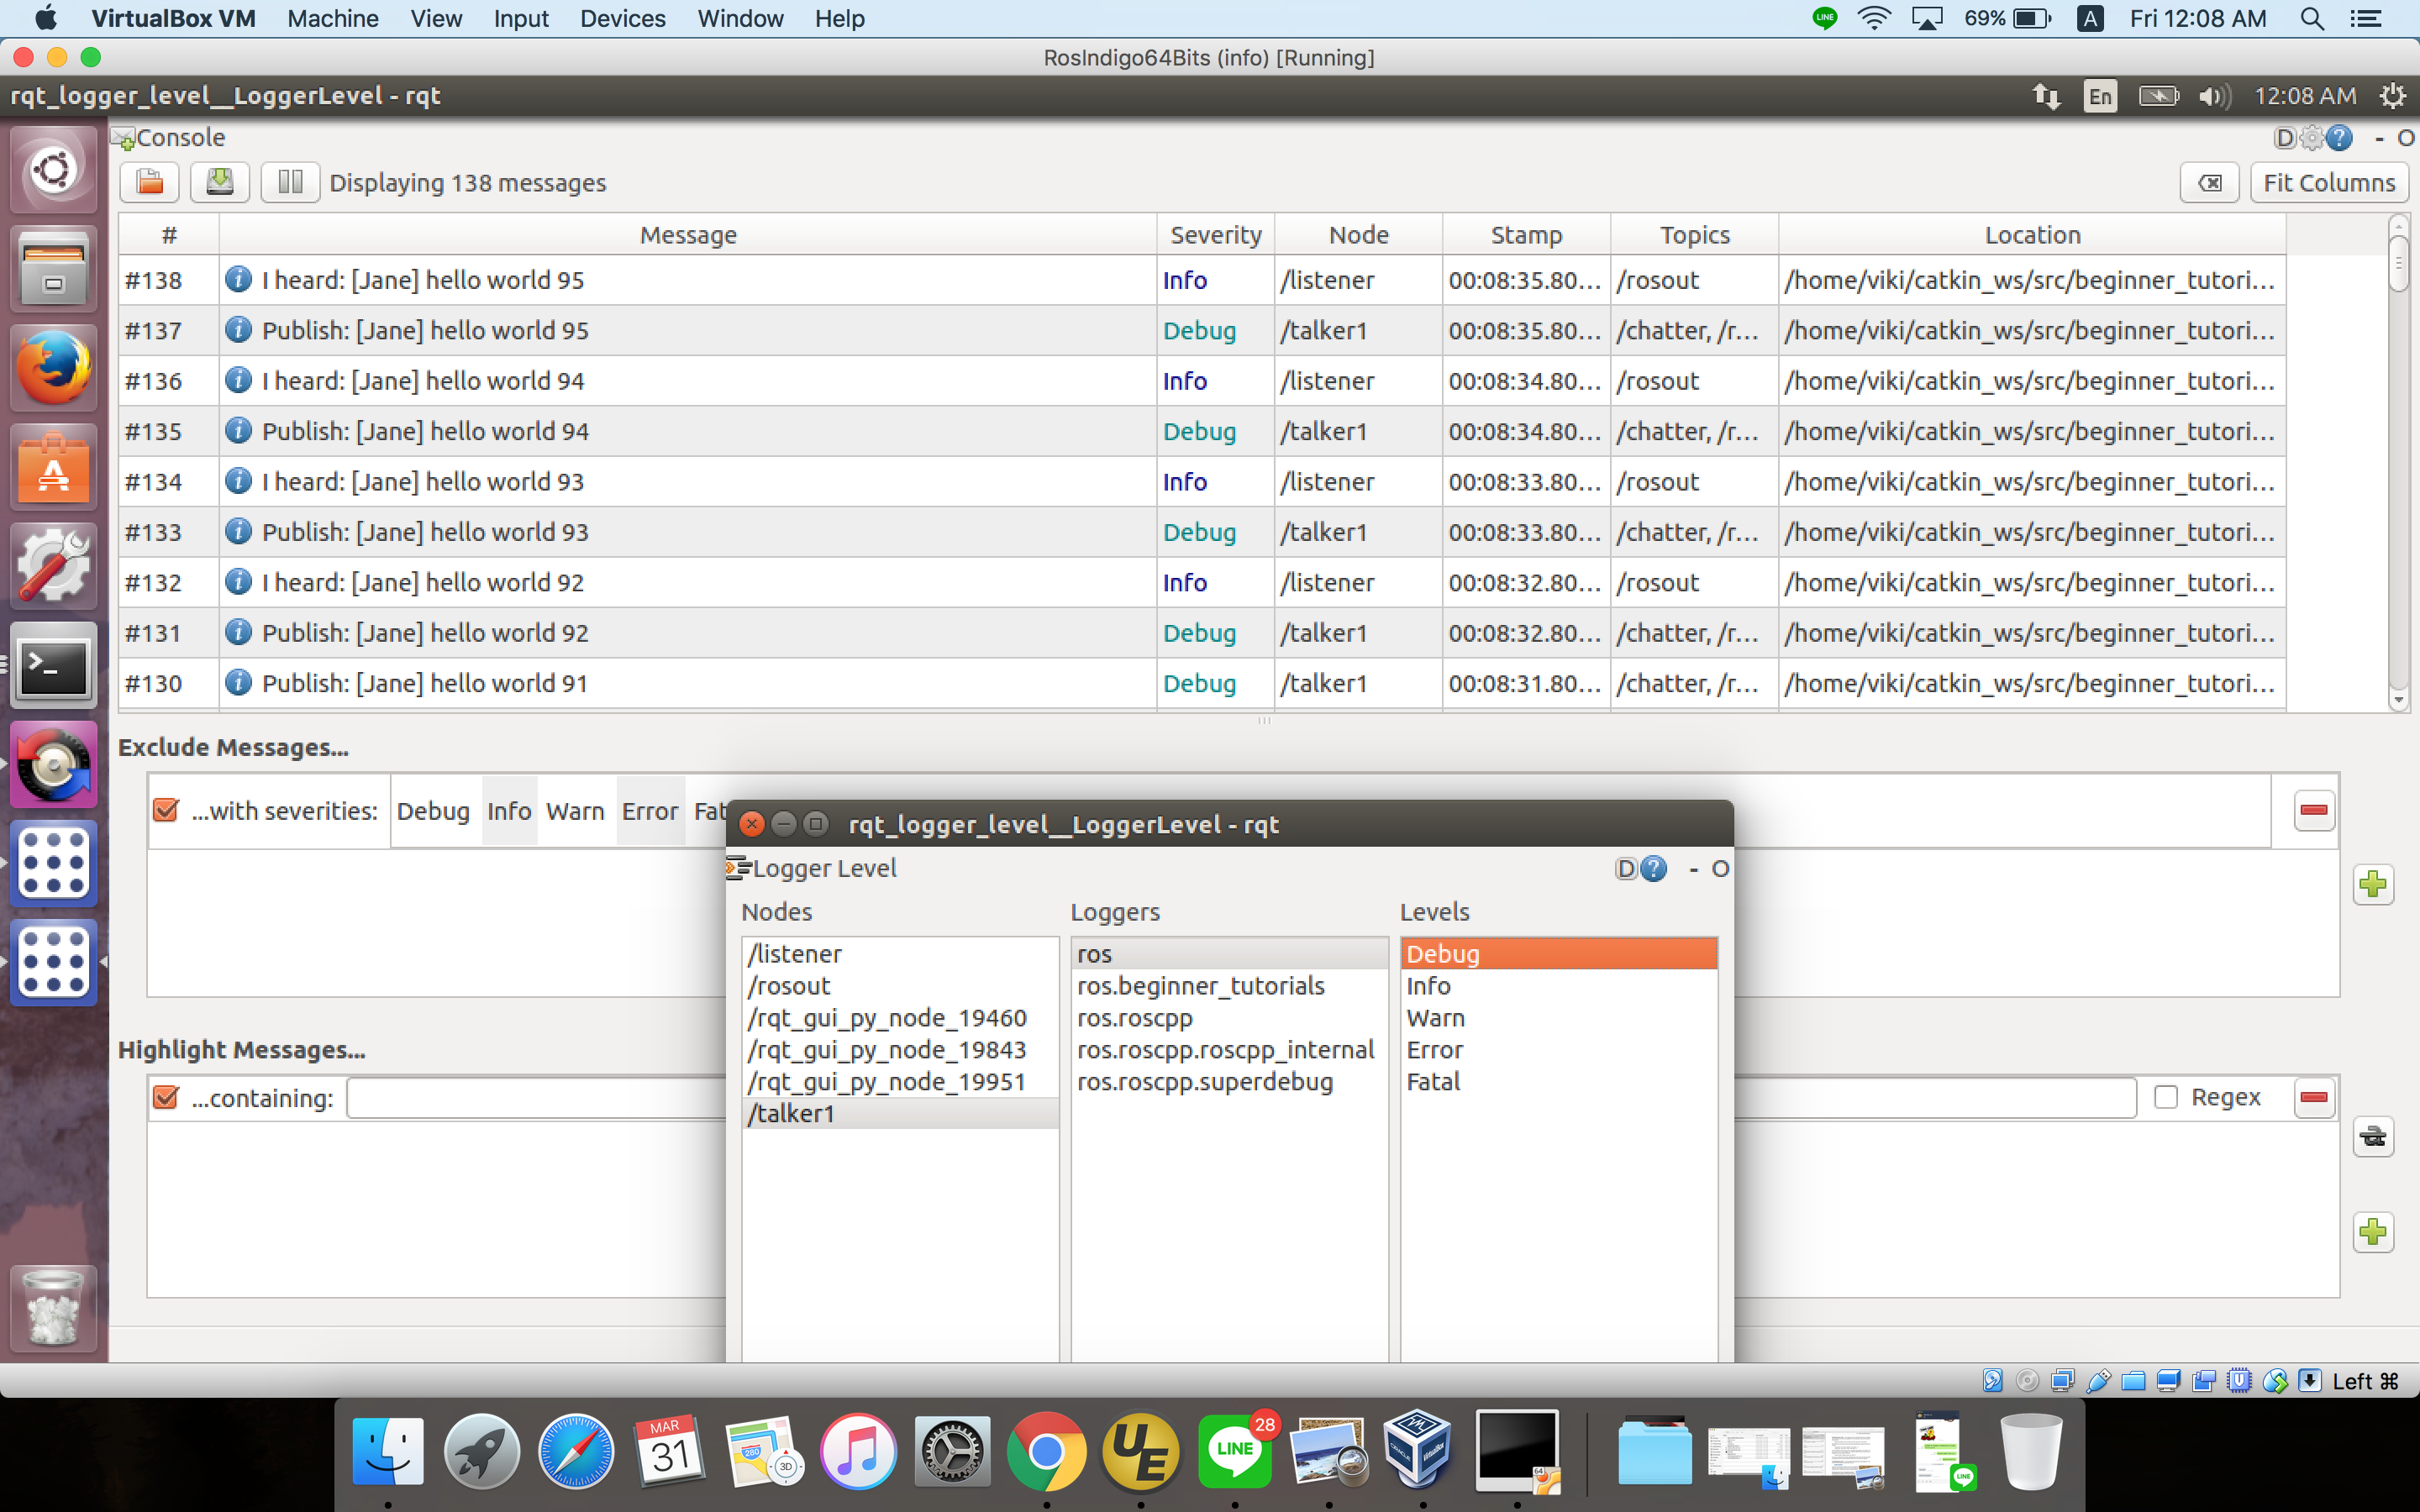 VirtualBox VM Machine View Input Devices Window Help LINE 69% A Fri 12:08 AM
RosIndigo64Bits (info) [Running]
rqt_logger_level__LoggerLevel - rqt En 12:08 AM
Console D ? - O
Displaying 138 messages Fit Columns
# Message Severity Node Stamp Topics Location
#138 I heard: [Jane] hello world 95 Info /listener 00:08:35.80... /rosout /home/viki/catkin_ws/src/beginner_tutori...
#137 Publish: [Jane] hello world 95 Debug /talker1 00:08:35.80... /chatter, /r... /home/viki/catkin_ws/src/beginner_tutori...
#136 I heard: [Jane] hello world 94 Info /listener 00:08:34.80... /rosout /home/viki/catkin_ws/src/beginner_tutori...
#135 Publish: [Jane] hello world 94 Debug /talker1 00:08:34.80... /chatter, /r... /home/viki/catkin_ws/src/beginner_tutori...
#134 I heard: [Jane] hello world 93 Info /listener 00:08:33.80... /rosout /home/viki/catkin_ws/src/beginner_tutori...
#133 Publish: [Jane] hello world 93 Debug /talker1 00:08:33.80... /chatter, /r... /home/viki/catkin_ws/src/beginner_tutori...
#132 I heard: [Jane] hello world 92 Info /listener 00:08:32.80... /rosout /home/viki/catkin_ws/src/beginner_tutori...
#131 Publish: [Jane] hello world 92 Debug /talker1 00:08:32.80... /chatter, /r... /home/viki/catkin_ws/src/beginner_tutori...
#130 Publish: [Jane] hello world 91 Debug /talker1 00:08:31.80... /chatter, /r... /home/viki/catkin_ws/src/beginner_tutori...
Exclude Messages...
...with severities: Debug Info Warn Error Fat
rqt_logger_level__LoggerLevel - rqt
Logger Level D ? - O
Nodes Loggers Levels
/listener ros Debug
/rosout ros.beginner_tutorials Info
/rqt_gui_py_node_19460 ros.roscpp Warn
/rqt_gui_py_node_19843 ros.roscpp.roscpp_internal Error
/rqt_gui_py_node_19951 ros.roscpp.superdebug Fatal
/talker1
Highlight Messages...
...containing: Regex
Left ⌘
MAR
31
280
3D
UE
LINE
28
VirtualBox
64
LINE